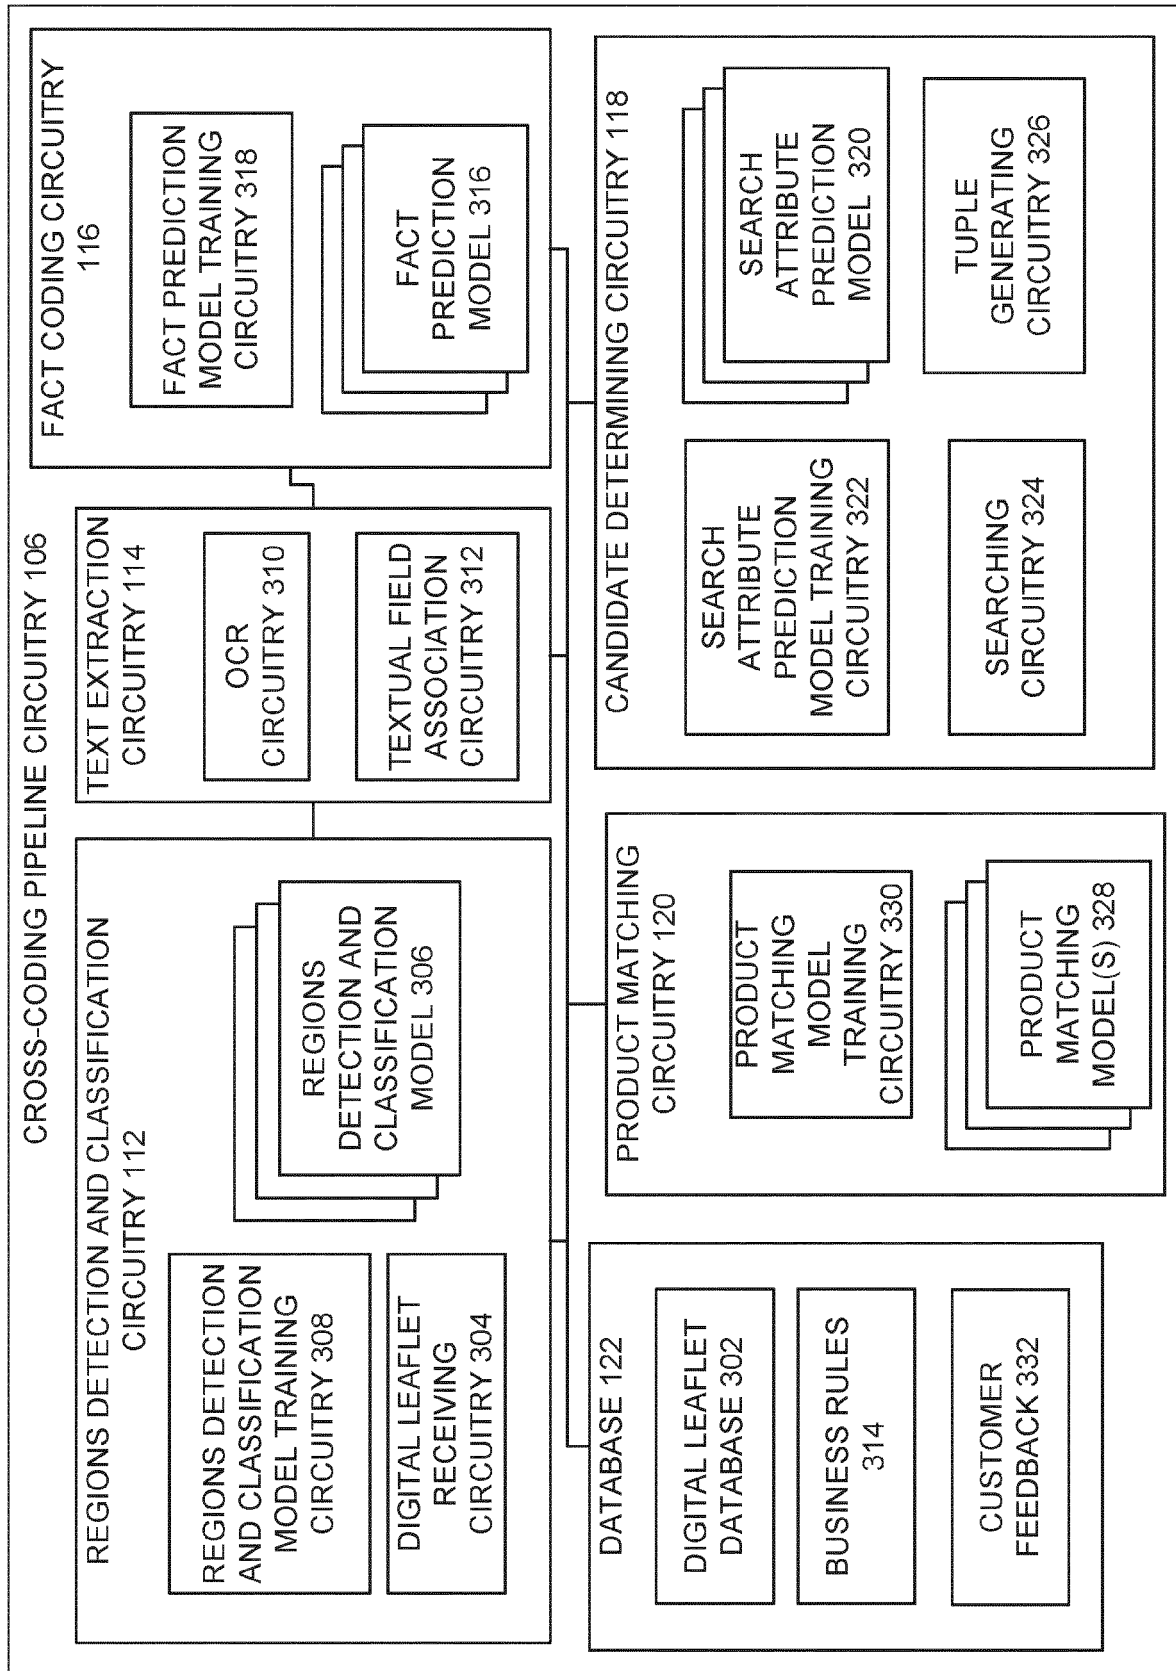 CROSS-CODING PIPELINE CIRCUITRY 106
REGIONS DETECTION AND CLASSIFICATION
CIRCUITRY 112
REGIONS DETECTION
AND CLASSIFICATION
MODEL TRAINING
CIRCUITRY 308
DIGITAL LEAFLET
RECEIVING
CIRCUITRY 304
REGIONS
DETECTION AND
CLASSIFICATION
MODEL 306
TEXT EXTRACTION
CIRCUITRY 114
OCR
CIRCUITRY 310
TEXTUAL FIELD
ASSOCIATION
CIRCUITRY 312
FACT CODING CIRCUITRY
116
FACT PREDICTION
MODEL TRAINING
CIRCUITRY 318
FACT
PREDICTION
MODEL 316
DATABASE 122
DIGITAL LEAFLET
DATABASE 302
BUSINESS RULES
314
CUSTOMER
FEEDBACK 332
PRODUCT MATCHING
CIRCUITRY 120
PRODUCT
MATCHING
MODEL
TRAINING
CIRCUITRY 330
PRODUCT
MATCHING
MODEL(S) 328
CANDIDATE DETERMINING CIRCUITRY 118
SEARCH
ATTRIBUTE
PREDICTION
MODEL TRAINING
CIRCUITRY 322
SEARCH
ATTRIBUTE
PREDICTION
MODEL 320
SEARCHING
CIRCUITRY 324
TUPLE
GENERATING
CIRCUITRY 326